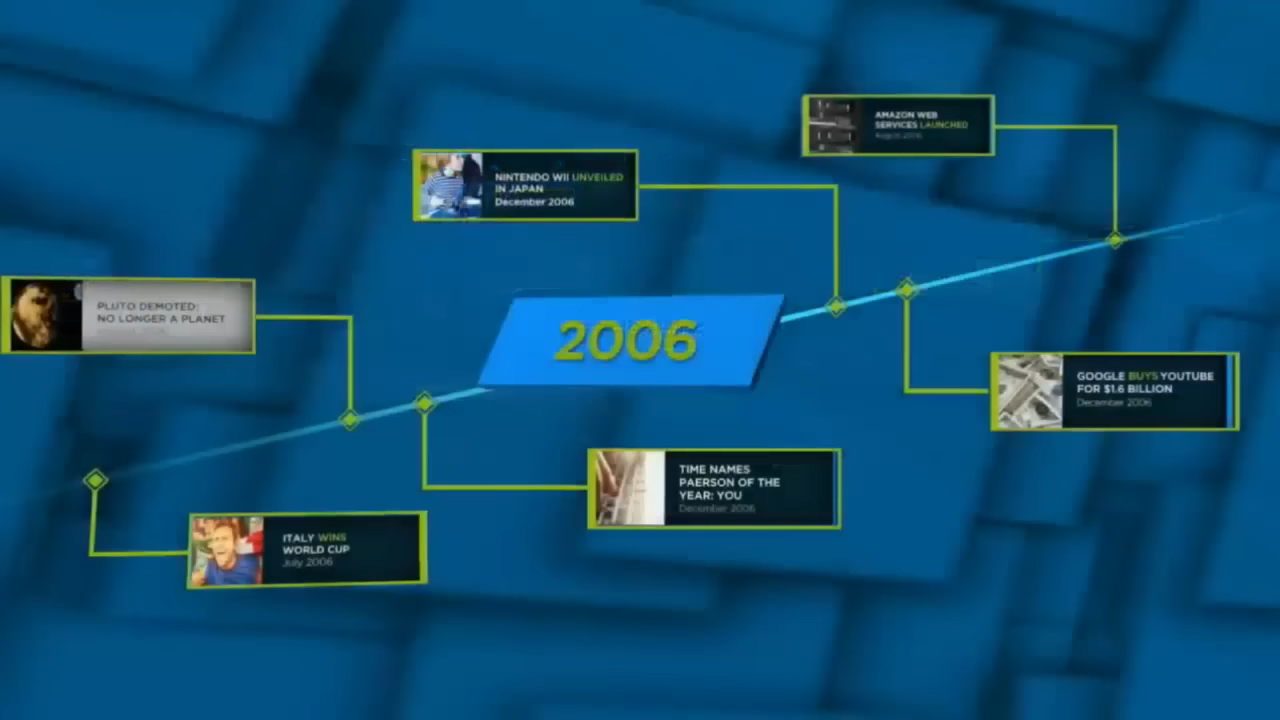 AMAZON WEB
SERVICES LAUNCHED
NINTENDO WII UNVEILED
IN JAPAN
December 2006
PLUTO DEMOTED:
NO LONGER A PLANET
2006
GOOGLE BUYS YOUTUBE
FOR $1.6 BILLION
December 2006
TIME NAMES
PAERSON OF THE
YEAR: YOU
December 2006
ITALY WINS
WORLD CUP
July 2006